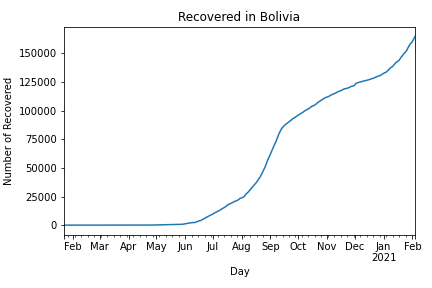 Recovered in Bolivia
Number of Recovered
150000
125000
100000
75000
50000
25000
0
Feb Mar Apr May Jun Jul Aug Sep Oct Nov Dec Jan Feb
2021
Day